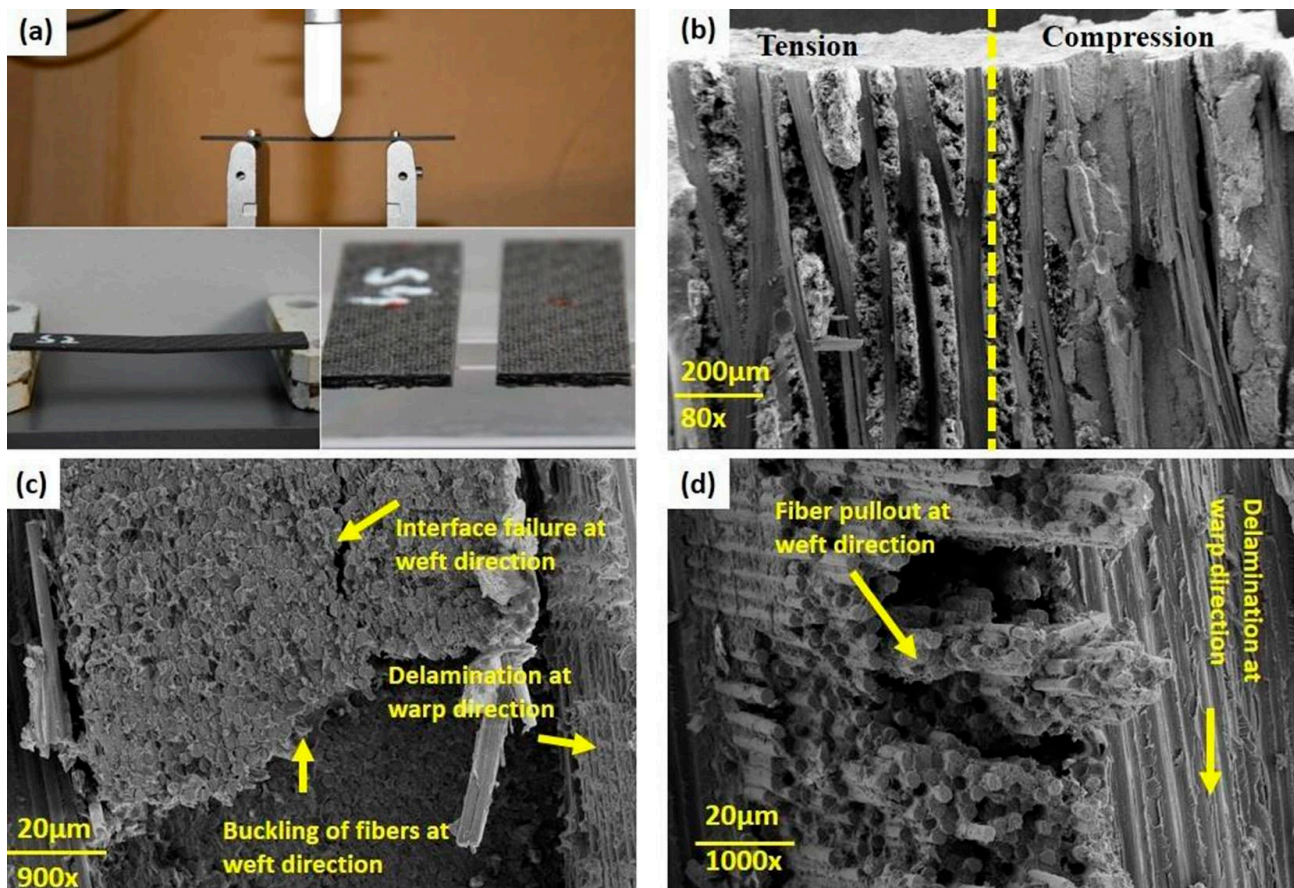 (a)
S2
(b)
Tension
Compression
200µm
80x
(c)
Interface failure at
weft direction
Delamination at
warp direction
Buckling of fibers at
weft direction
20µm
900x
(d)
Fiber pullout at
weft direction
Delamination at
warp direction
20µm
1000x